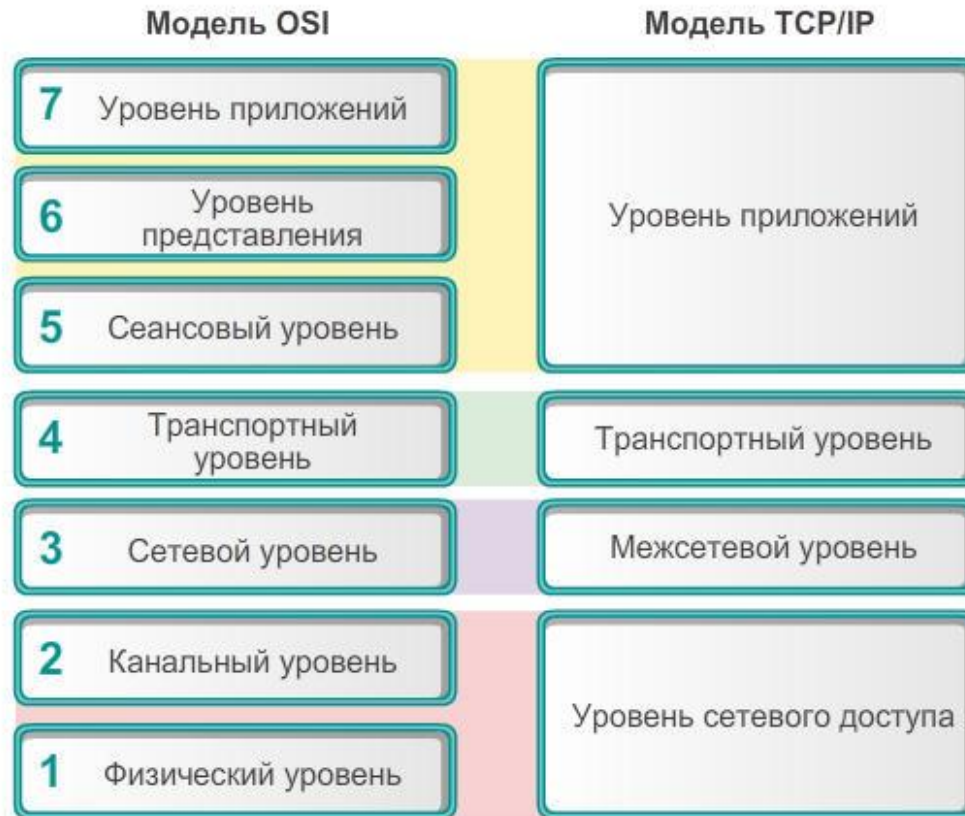 Модель OSI
Модель TCP/IP
7 Уровень приложений
6 Уровень
представления
5 Сеансовый уровень
Уровень приложений
4 Транспортный
уровень
Транспортный уровень
3 Сетевой уровень
Межсетевой уровень
2 Канальный уровень
1 Физический уровень
Уровень сетевого доступа